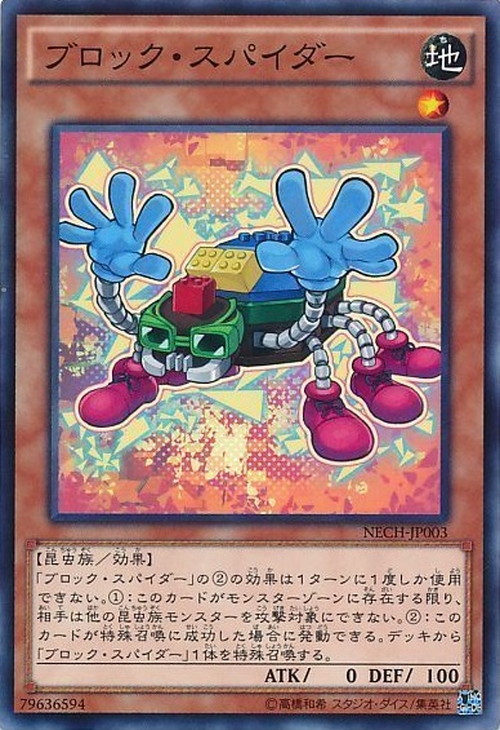 ブロック・スパイダー
地
NECH-JP003
【昆虫族／効果】
「ブロック・スパイダー」の②の効果は1ターンに1度しか使用
できない。①：このカードがモンスターゾーンに存在する限り、
相手は他の昆虫族モンスターを攻撃対象にできない。②：この
カードが特殊召喚に成功した場合に発動できる。デッキから
「ブロック・スパイダー」1体を特殊召喚する。
ATK/ 0 DEF/ 100
79636594
©高橋和希 スタジオ・ダイス/集英社